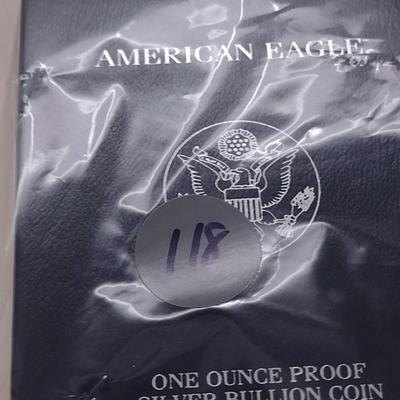 AMERICAN EAGLE
118
ONE OUNCE PROOF
SILVER BULLION COIN